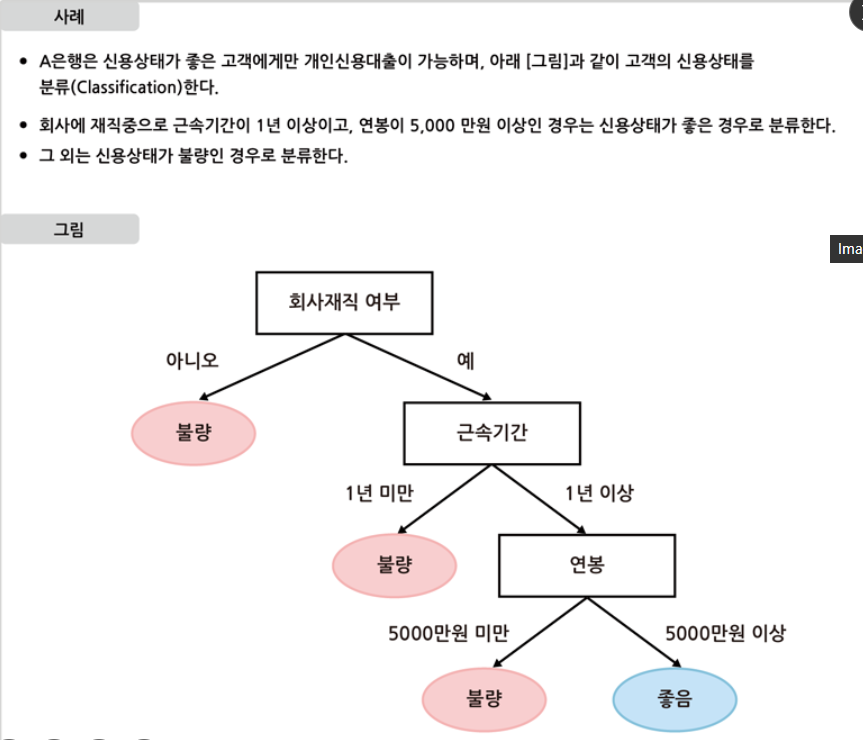 사례
• A은행은 신용상태가 좋은 고객에게만 개인신용대출이 가능하며, 아래 [그림]과 같이 고객의 신용상태를
분류(Classification)한다.
• 회사에 재직중으로 근속기간이 1년 이상이고, 연봉이 5,000 만원 이상인 경우는 신용상태가 좋은 경우로 분류한다.
• 그 외는 신용상태가 불량인 경우로 분류한다.
그림
Ima
회사재직 여부
아니오
예
불량
근속기간
1년 미만
1년 이상
불량
연봉
5000만원 미만
5000만원 이상
불량
좋음